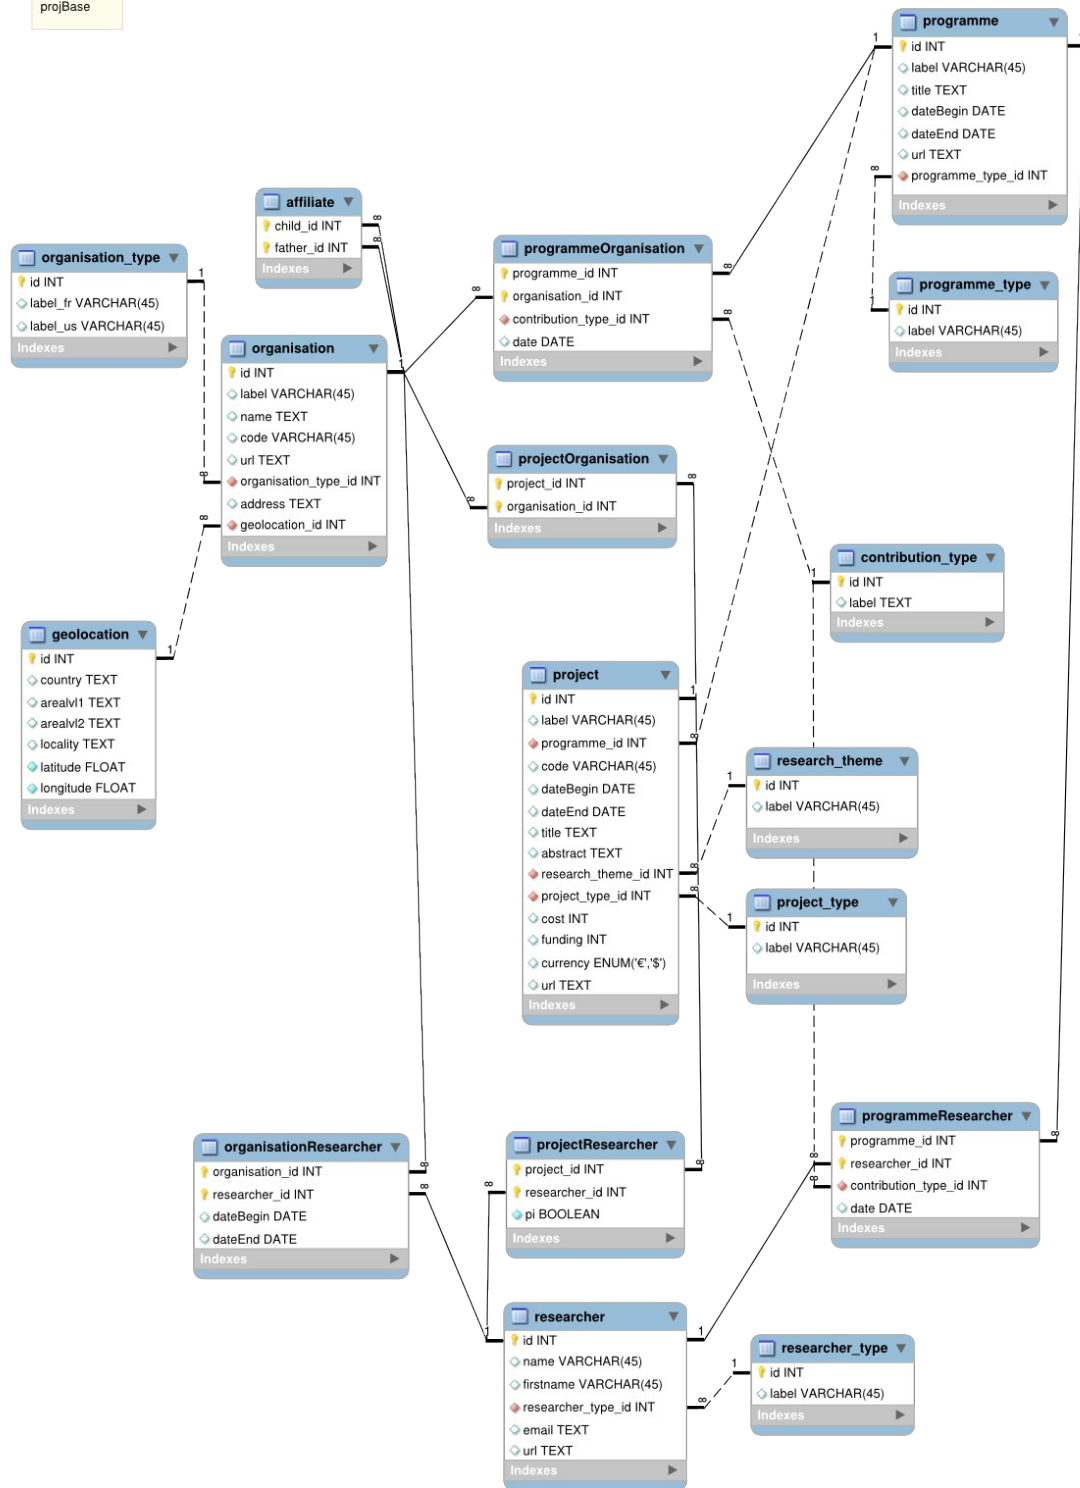 projBase
programme
id INT
label VARCHAR(45)
title TEXT
dateBegin DATE
dateEnd DATE
url TEXT
programme_type_id INT
Indexes
affiliate
child_id INT
father_id INT
Indexes
organisation_type
id INT
label_fr VARCHAR(45)
label_us VARCHAR(45)
Indexes
programmeOrganisation
programme_id INT
organisation_id INT
contribution_type_id INT
date DATE
Indexes
programme_type
id INT
label VARCHAR(45)
Indexes
organisation
id INT
label VARCHAR(45)
name TEXT
code VARCHAR(45)
url TEXT
organisation_type_id INT
address TEXT
geolocation_id INT
Indexes
projectOrganisation
project_id INT
organisation_id INT
Indexes
contribution_type
id INT
label TEXT
Indexes
geolocation
id INT
country TEXT
arealvl1 TEXT
arealvl2 TEXT
locality TEXT
latitude FLOAT
longitude FLOAT
Indexes
project
id INT
label VARCHAR(45)
programme_id INT
code VARCHAR(45)
dateBegin DATE
dateEnd DATE
title TEXT
abstract TEXT
research_theme_id INT
project_type_id INT
cost INT
funding INT
currency ENUM('€','$')
url TEXT
Indexes
research_theme
id INT
label VARCHAR(45)
Indexes
project_type
id INT
label VARCHAR(45)
Indexes
organisationResearcher
organisation_id INT
researcher_id INT
dateBegin DATE
dateEnd DATE
Indexes
projectResearcher
project_id INT
researcher_id INT
pi BOOLEAN
Indexes
programmeResearcher
programme_id INT
researcher_id INT
contribution_type_id INT
date DATE
Indexes
researcher
id INT
name VARCHAR(45)
firstname VARCHAR(45)
researcher_type_id INT
email TEXT
url TEXT
Indexes
researcher_type
id INT
label VARCHAR(45)
Indexes